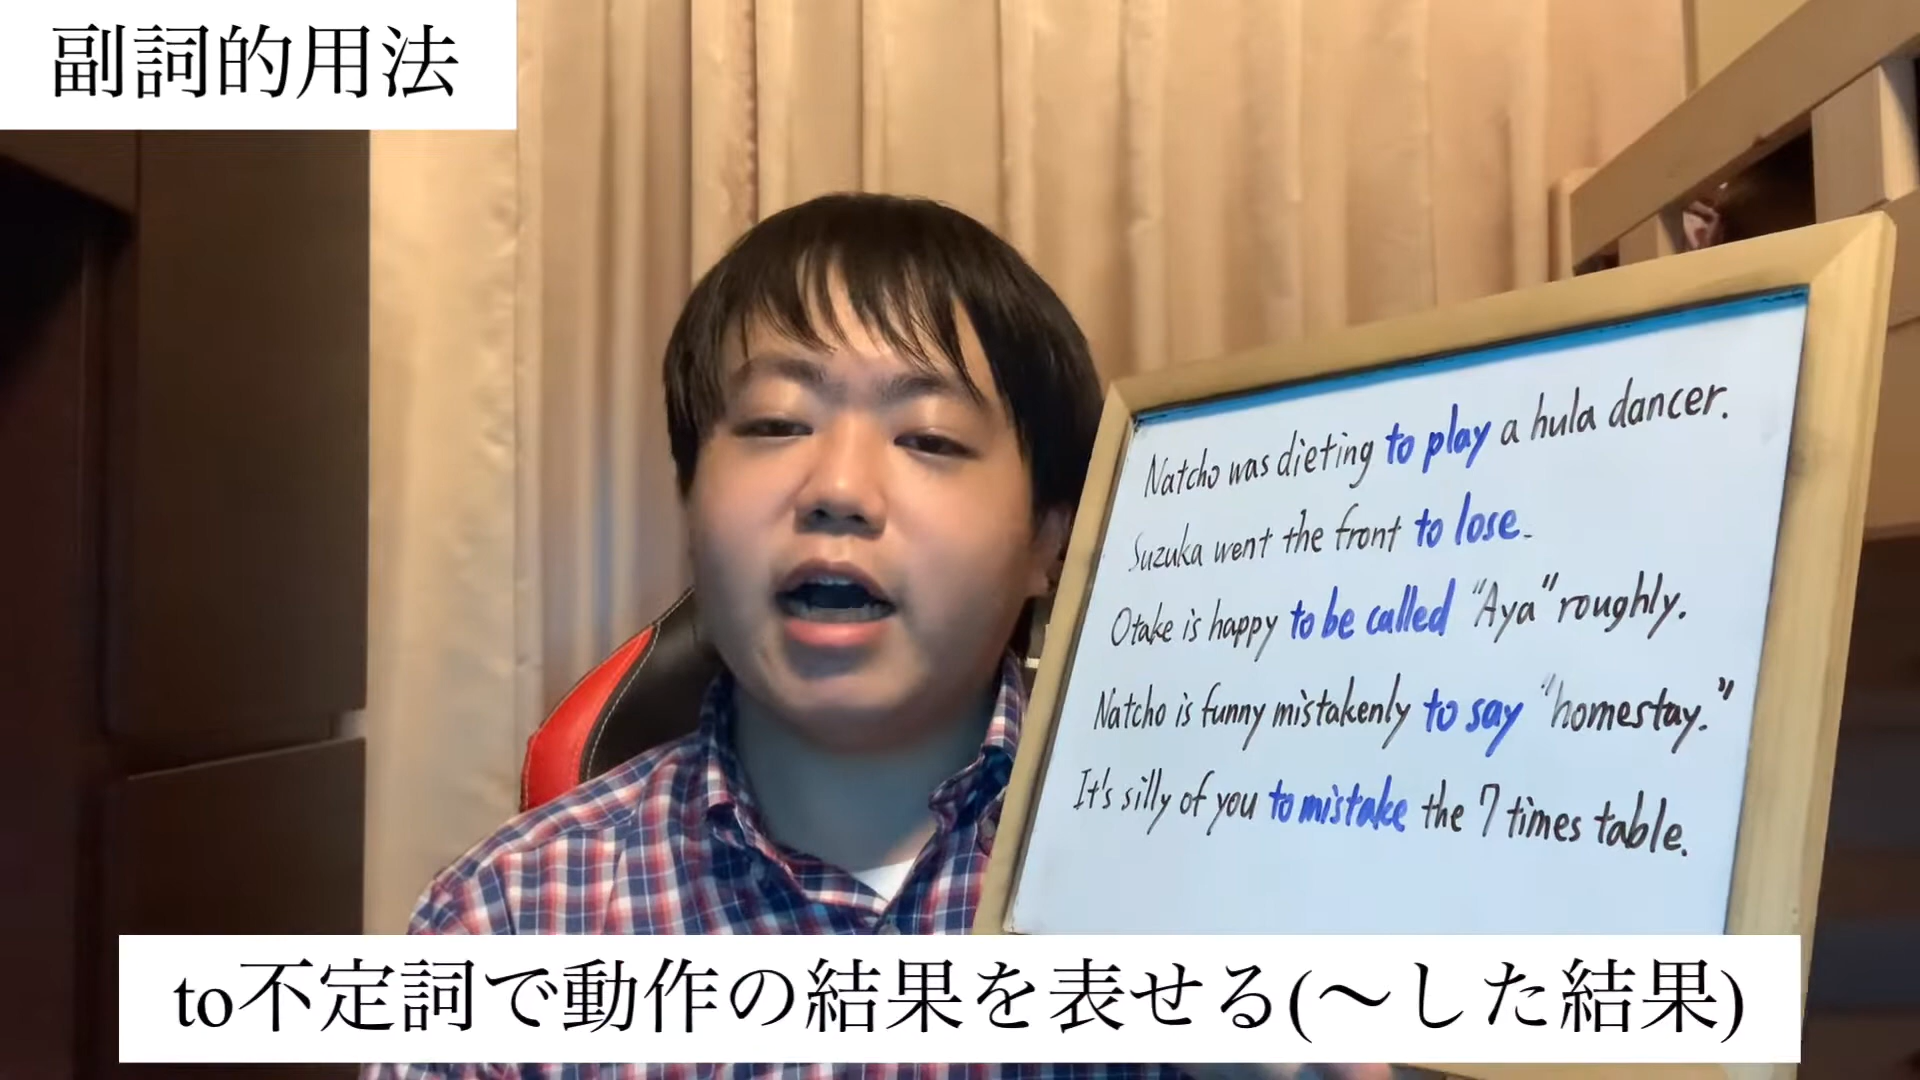 副詞的用法
Natcho was dieting to play a hula dancer.
Suzuka went the front to lose.
Otake is happy to be called "Aya" roughly.
Natcho is funny mistakenly to say "homestay."
It's silly of you to mistake the 7 times table.
to不定詞で動作の結果を表せる(〜した結果)